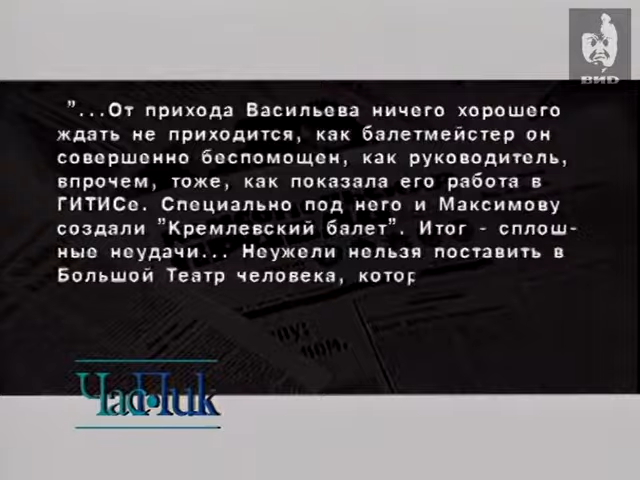 ВИD
"...От прихода Васильева ничего хорошего
ждать не приходится, как балетмейстер он
совершенно беспомощен, как руководитель,
впрочем, тоже, как показала его работа в
ГИТИСе. Специально под него и Максимову
создали "Кремлевский балет". Итог - сплош-
ные неудачи... Неужели нельзя поставить в
Большой Театр человека, котор
Час•Пик